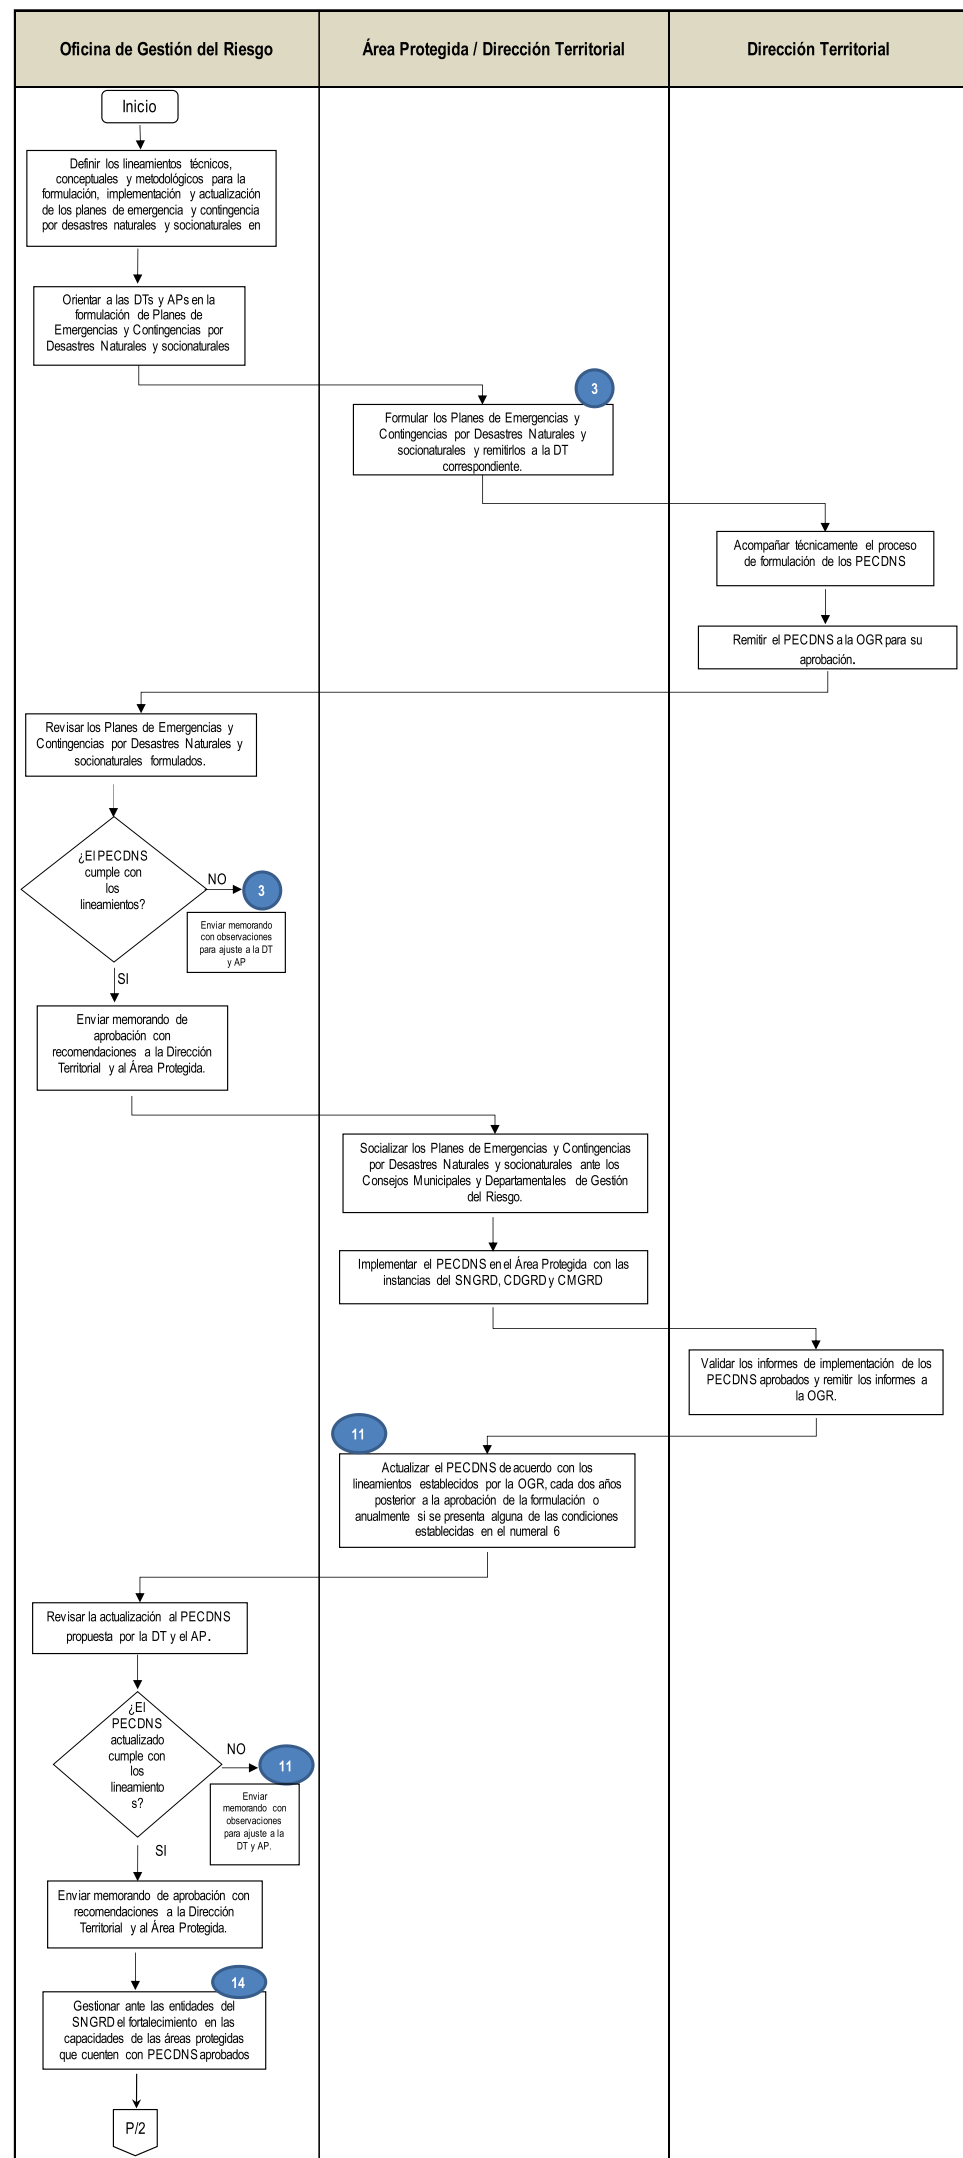 Oficina de Gestión del Riesgo
Área Protegida / Dirección Territorial
Dirección Territorial
Inicio
Definir los lineamientos técnicos,
conceptuales y metodológicos para la
formulación, implementación y actualización
de los planes de emergencia y contingencia
por desastres naturales y socionaturales en
Orientar a las DTs y APs en la
formulación de Planes de
Emergencias y Contingencias por
Desastres Naturales y socionaturales
3
Formular los Planes de Emergencias y
Contingencias por Desastres Naturales y
socionaturales y remitirlos a la DT
correspondiente.
Acompañar técnicamente el proceso
de formulación de los PECDNS
Remitir el PECDNS a la OGR para su
aprobación.
Revisar los Planes de Emergencias y
Contingencias por Desastres Naturales y
socionaturales formulados.
¿El PECDNS
cumple con
los
lineamientos?
NO
3
Enviar memorando
con observaciones
para ajuste a la DT
y AP
SI
Enviar memorando de
aprobación con
recomendaciones a la Dirección
Territorial y al Área Protegida.
Socializar los Planes de Emergencias y Contingencias
por Desastres Naturales y socionaturales ante los
Consejos Municipales y Departamentales de Gestión
del Riesgo.
Implementar el PECDNS en el Área Protegida con las
instancias del SNGRD, CDGRD y CMGRD
Validar los informes de implementación de los
PECDNS aprobados y remitir los informes a
la OGR.
11
Actualizar el PECDNS de acuerdo con los
lineamientos establecidos por la OGR, cada dos años
posterior a la aprobación de la formulación o
anualmente si se presenta alguna de las condiciones
establecidas en el numeral 6
Revisar la actualización al PECDNS
propuesta por la DT y el AP.
¿El
PECDNS
actualizado
cumple con
los
lineamiento
s?
NO
11
Enviar
memorando con
observaciones
para ajuste a la
DT y AP.
SI
Enviar memorando de aprobación con
recomendaciones a la Dirección
Territorial y al Área Protegida.
14
Gestionar ante las entidades del
SNGRD el fortalecimiento en las
capacidades de las áreas protegidas
que cuenten con PECDNS aprobados
P/2